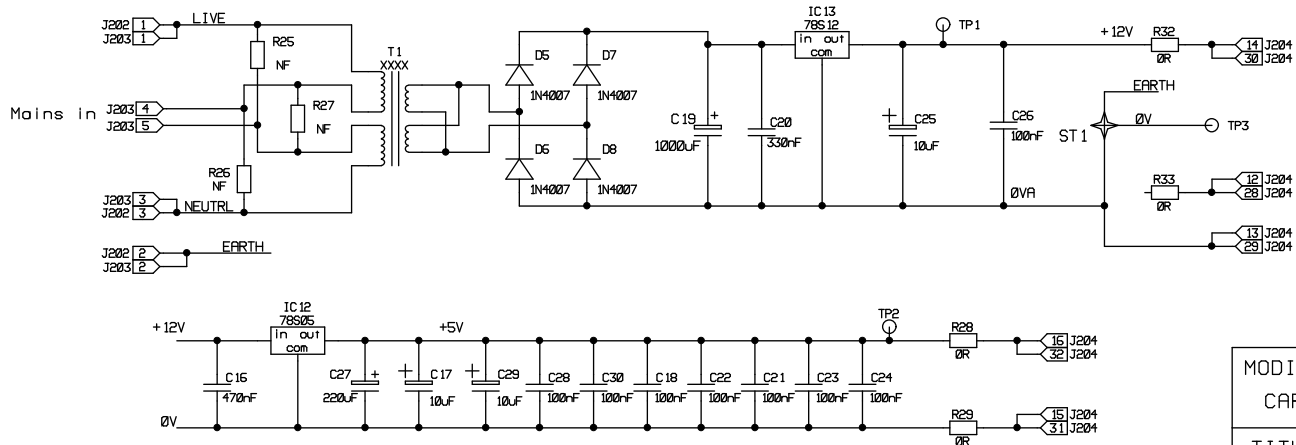 J202 1 LIVE
J203 1
R25
NF
T1
XXXX
D5
1N4007
D7
1N4007
IC13
78S12
in out
com
TP1
+12V
R32
0R
14 J204
30 J204
Mains in
J203 4
J203 5
R27
NF
C19
+
1000uF
C20
330nF
+
C25
10uF
C26
100nF
EARTH
0V
ST1
TP3
R26
NF
D6
1N4007
D8
1N4007
R33
0R
12 J204
28 J204
J203 3
J202 3
NEUTRL
0VA
13 J204
29 J204
J202 2
J203 2
EARTH
+12V
IC12
78S05
in out
com
+5V
TP2
R28
0R
16 J204
32 J204
C16
470nF
C27
+
220uF
+
C17
10uF
+
C29
10uF
C28
100nF
C30
100nF
C18
100nF
C22
100nF
C21
100nF
C23
100nF
C24
100nF
0V
R29
0R
15 J204
31 J204